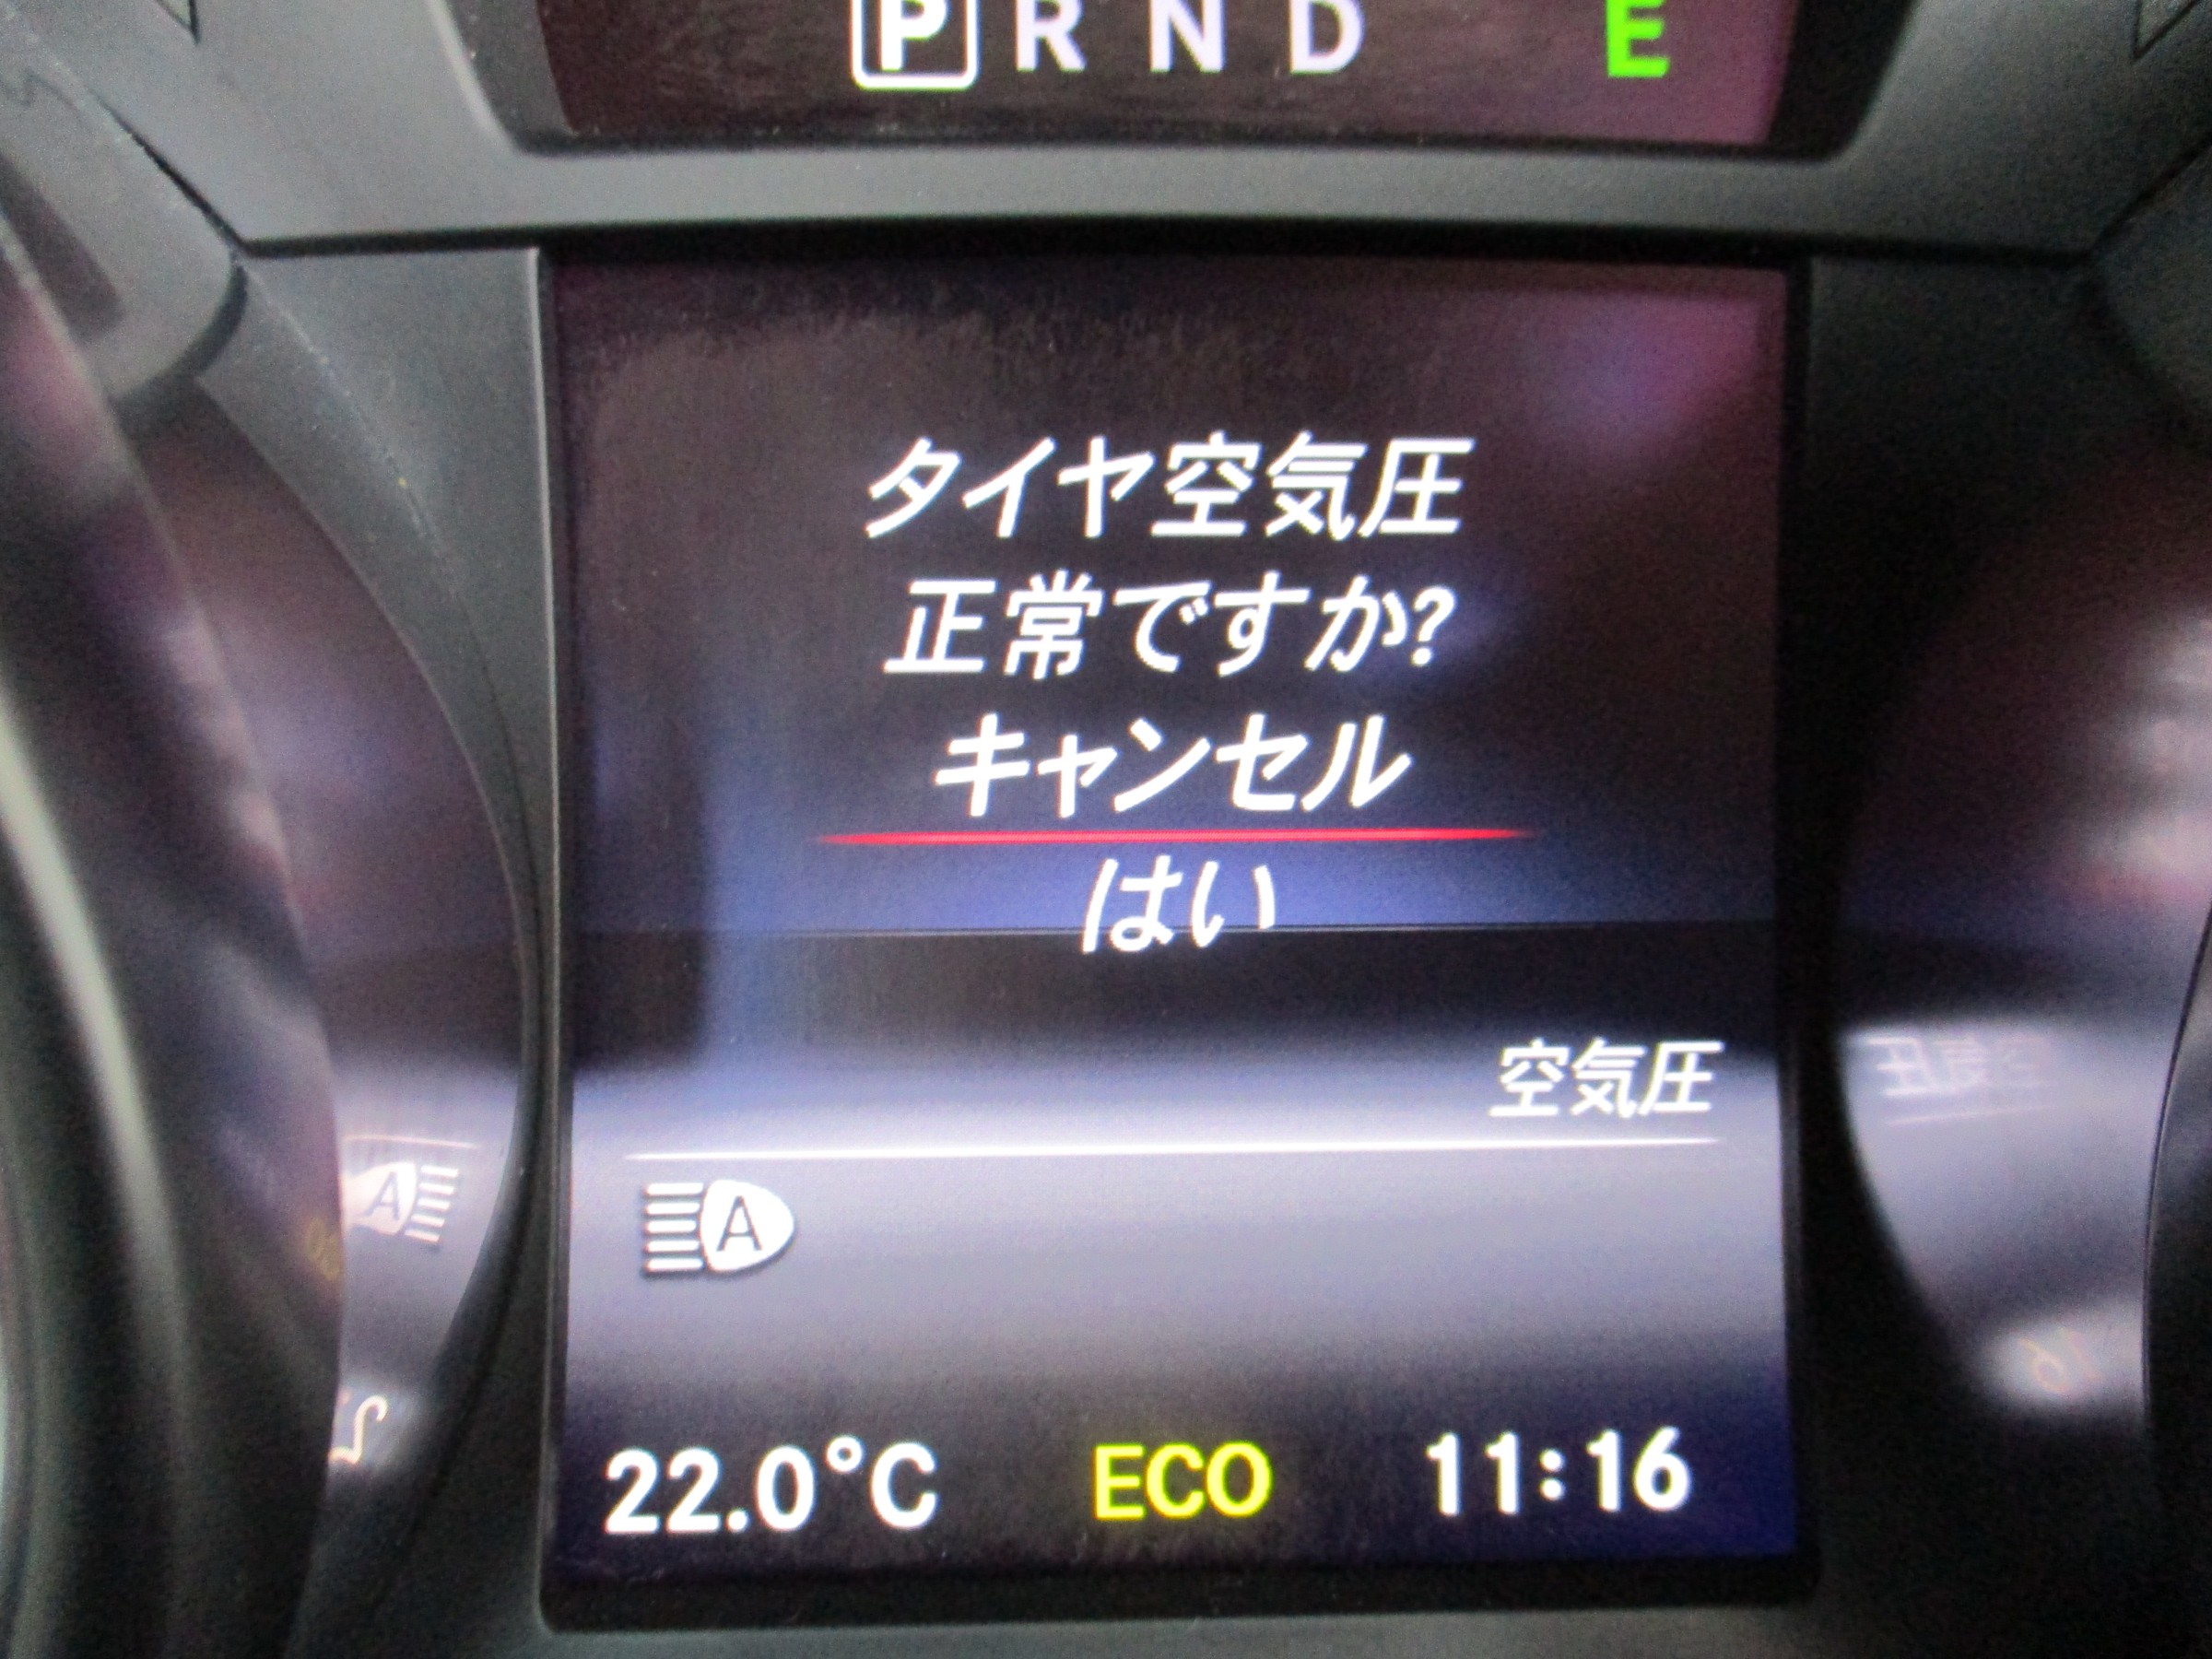 P R N D E
タイヤ空気圧
正常ですか?
キャンセル
はい
空気圧
A
22.0°C ECO 11:16